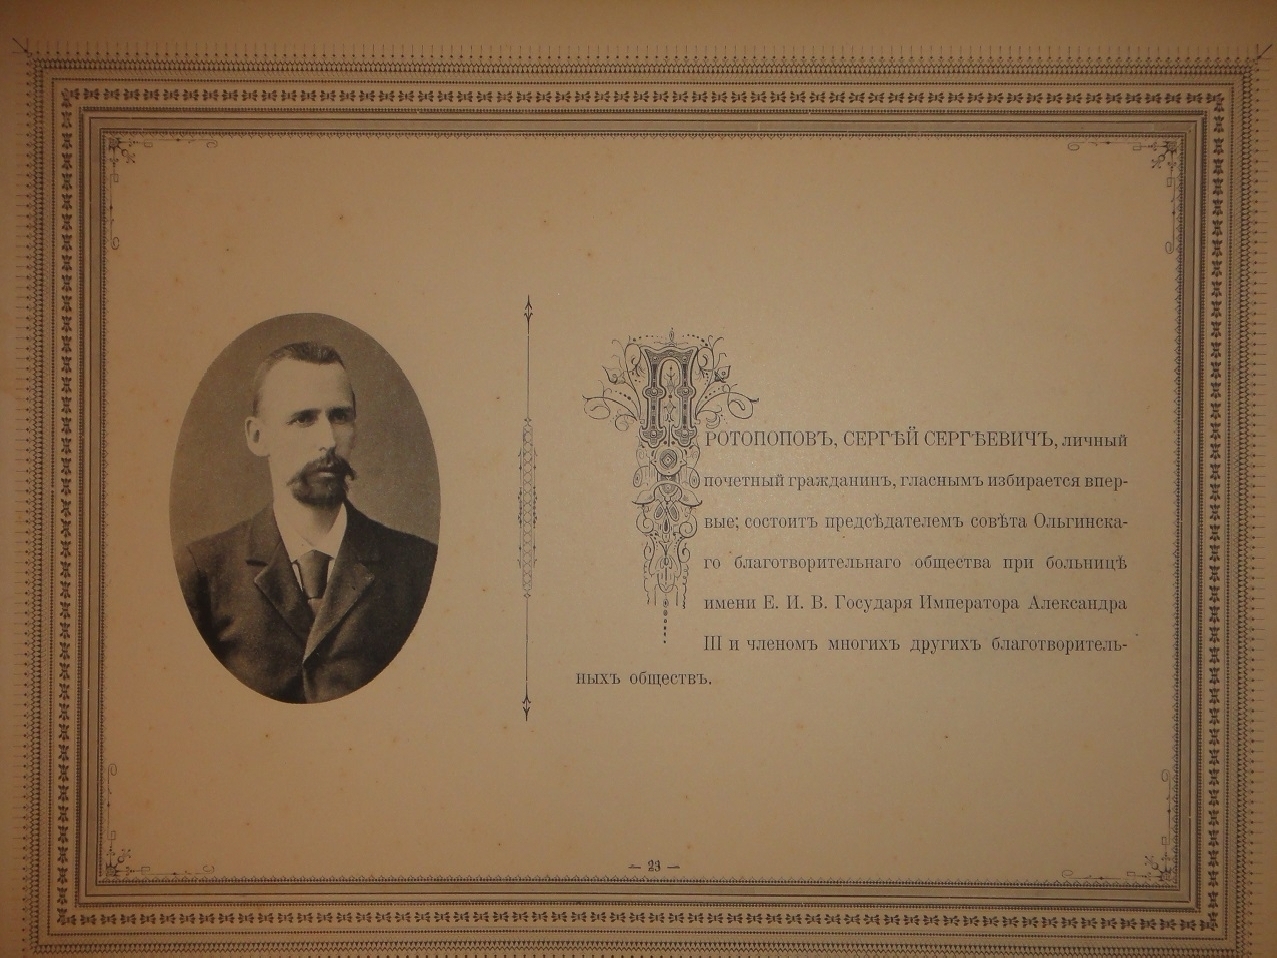 ПРОТОПОПОВЪ, СЕРГѢЙ СЕРГѢЕВИЧЪ, личный
почетный гражданинъ, гласнымъ избирается впер-
вые; состоитъ предсѣдателемъ совѣта Ольгинска-
го благотворительнаго общества при больницѣ
имени Е. И. В. Государя Императора Александра
III и членомъ многихъ другихъ благотворитель-
ныхъ обществъ.
— 23 —